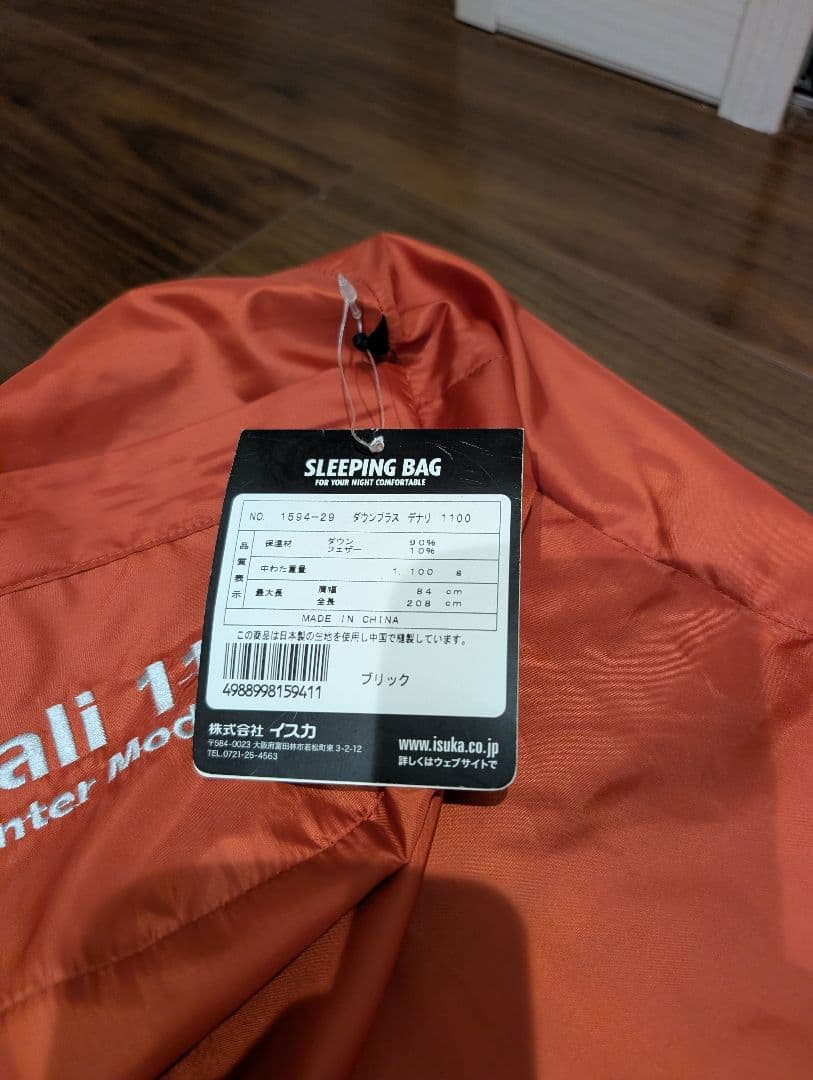 SLEEPING BAG
FOR YOUR NIGHT COMFORTABLE
NO. 1594-29 ダウンプラス デナリ 1100
品質表示
保温材 ダウン 90%
フェザー 10%
中わた重量 1,100 g
最大長 肩幅 84 cm
全長 208 cm
MADE IN CHINA
この商品は日本製の生地を使用し中国で縫製しています。
4988998159411
ブリック
株式会社 イスカ
〒584-0023 大阪府富田林市若松町東 3-2-12
TEL.0721-25-4563
www.isuka.co.jp
詳しくはウェブサイトで
ali 11
nter Mod